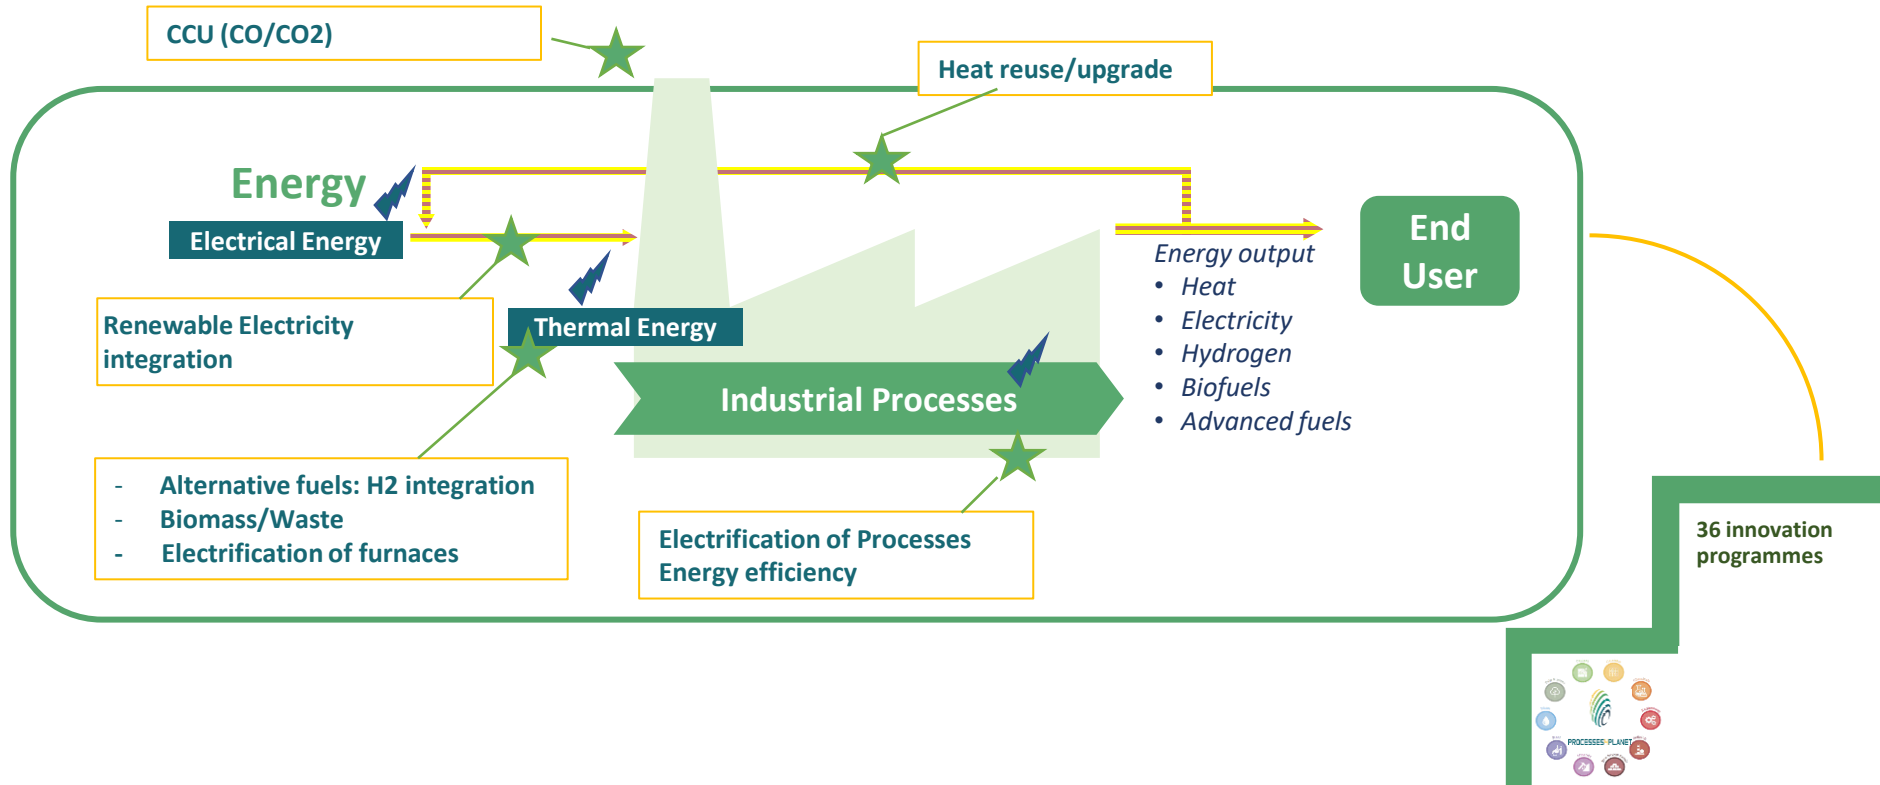 CCU (CO/CO2)
Heat reuse/upgrade
Energy
Electrical Energy
End
User
Energy output
• Heat
• Electricity
• Hydrogen
• Biofuels
• Advanced fuels
Renewable Electricity
integration
Thermal Energy
Industrial Processes
- Alternative fuels: H2 integration
- Biomass/Waste
- Electrification of furnaces
Electrification of Processes
Energy efficiency
36 innovation
programmes
PROCESSES4PLANET